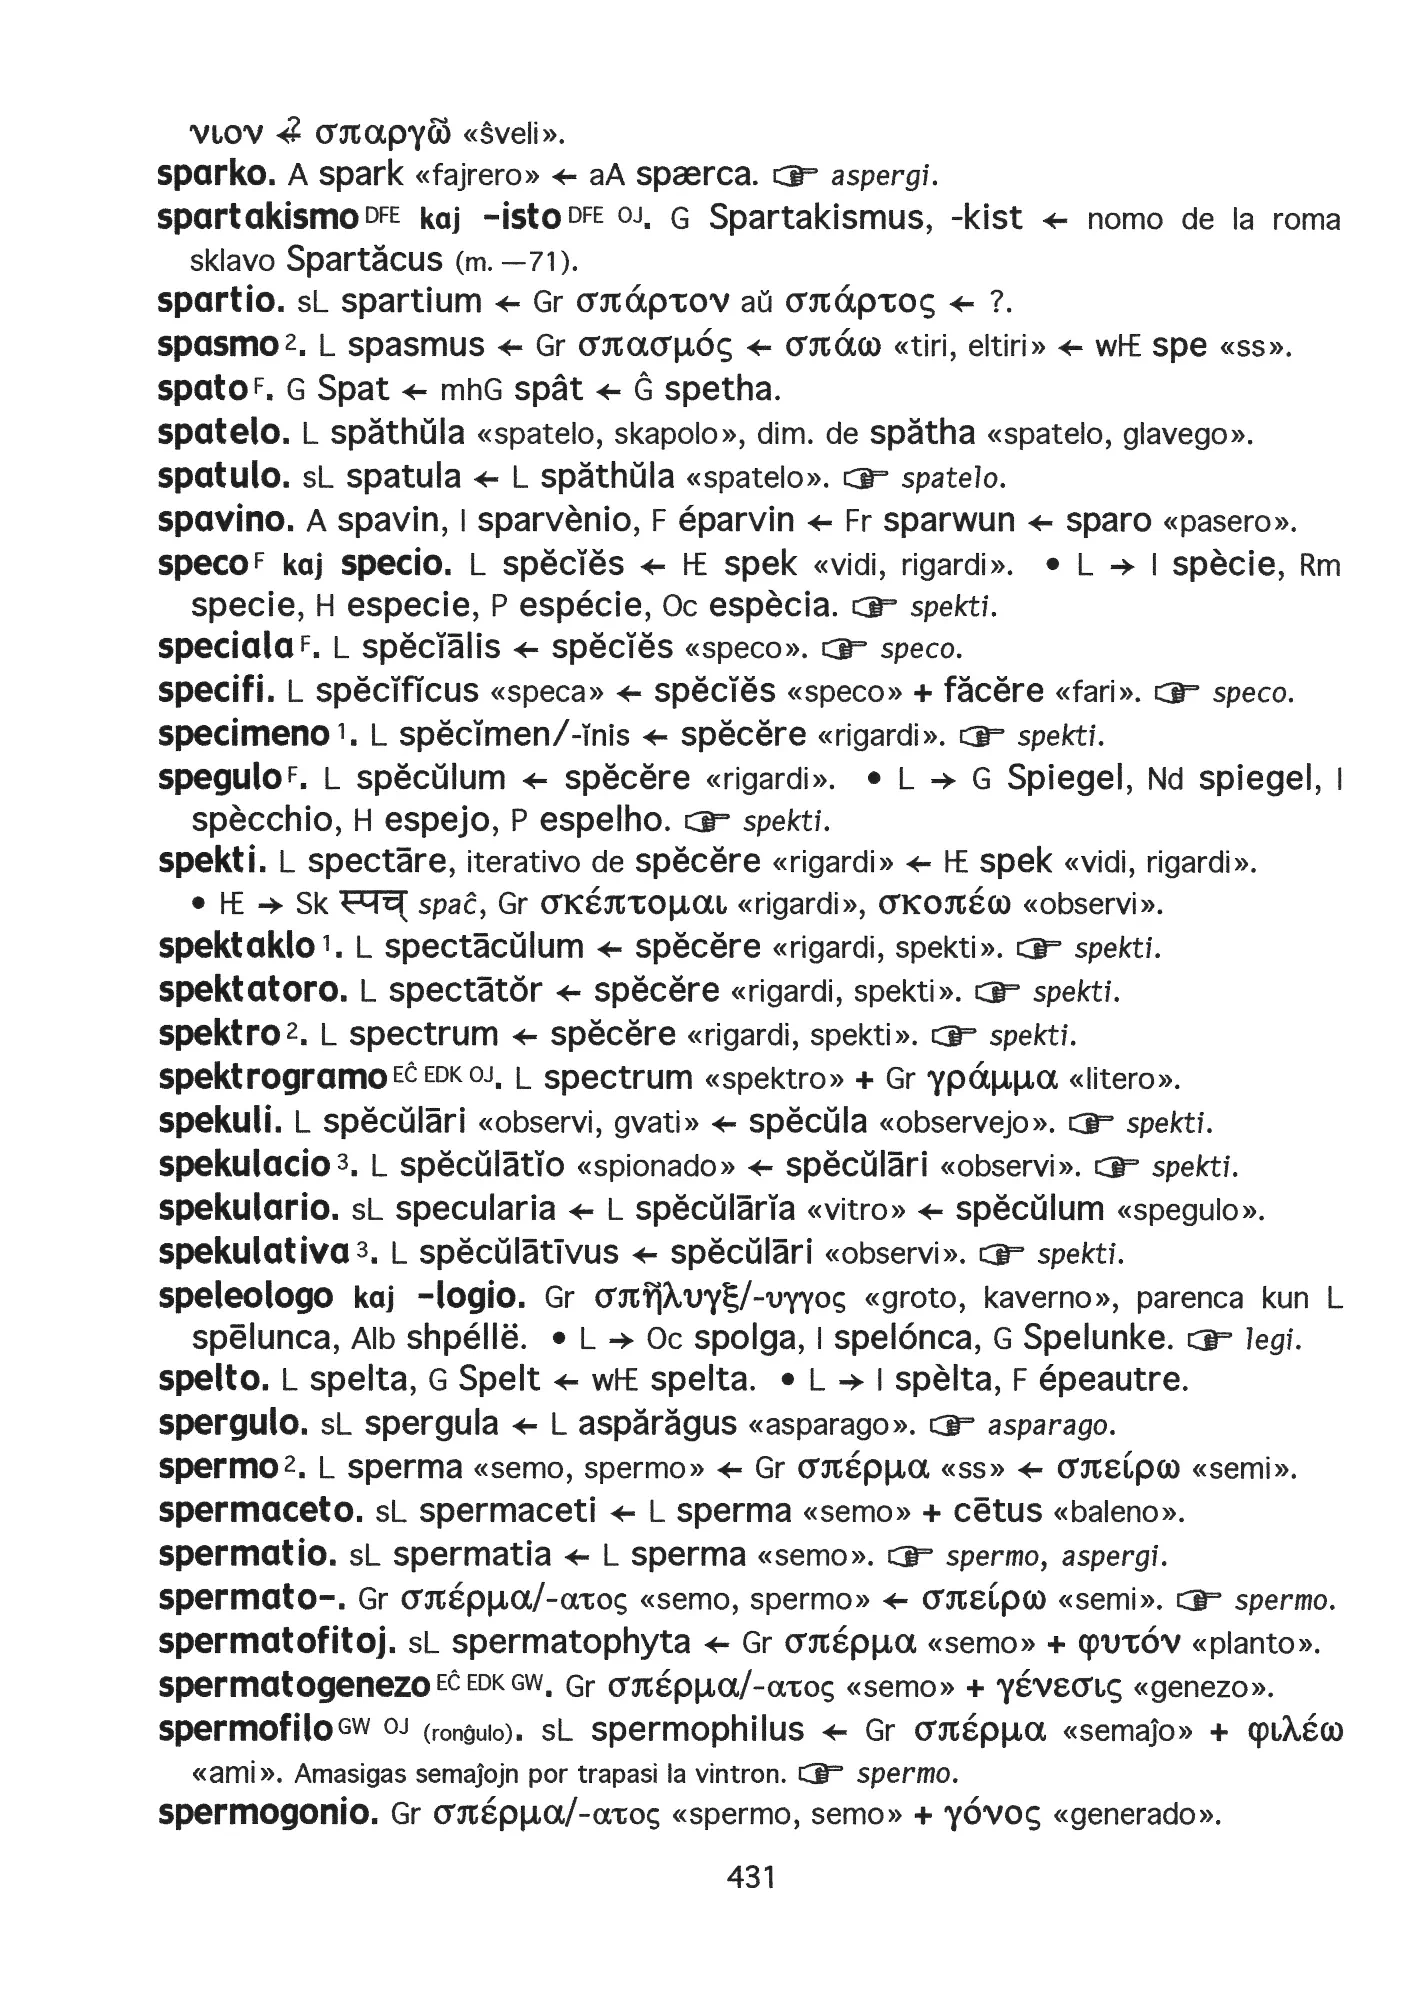 νιον ⥶? σπαργῶ «ŝveli».
sparko. A spark «fajrero» ← aA spærca. ☞ aspergi.
spartakismo DFE kaj -isto DFE OJ. G Spartakismus, -kist ← nomo de la roma
sklavo Spartăcus (m. —71).
spartio. sL spartium ← Gr σπάρτον aŭ σπάρτος ← ?.
spasmo 2. L spasmus ← Gr σπασμός ← σπάω «tiri, eltiri» ← wHE spe «ss».
spato F. G Spat ← mhG spât ← Ĝ spetha.
spatelo. L spăthŭla «spatelo, skapolo», dim. de spătha «spatelo, glavego».
spatulo. sL spatula ← L spăthŭla «spatelo». ☞ spatelo.
spavino. A spavin, I sparvènio, F éparvin ← Fr sparwun ← sparo «pasero».
speco F kaj specio. L spĕcĭĕs ← HE spek «vidi, rigardi». • L → I spècie, Rm
specie, H especie, P espécie, Oc espècia. ☞ spekti.
speciala F. L spĕcĭālis ← spĕcĭĕs «speco». ☞ speco.
specifi. L spĕcĭfĭcus «speca» ← spĕcĭĕs «speco» + făcĕre «fari». ☞ speco.
specimeno 1. L spĕcĭmen/-ĭnis ← spĕcĕre «rigardi». ☞ spekti.
spegulo F. L spĕcŭlum ← spĕcĕre «rigardi». • L → G Spiegel, Nd spiegel, I
spècchio, H espejo, P espelho. ☞ spekti.
spekti. L spectāre, iterativo de spĕcĕre «rigardi» ← HE spek «vidi, rigardi».
• HE → Sk स्पच् spaĉ, Gr σκέπτομαι «rigardi», σκοπέω «observi».
spektaklo 1. L spectācŭlum ← spĕcĕre «rigardi, spekti». ☞ spekti.
spektatoro. L spectātŏr ← spĕcĕre «rigardi, spekti». ☞ spekti.
spektro 2. L spectrum ← spĕcĕre «rigardi, spekti». ☞ spekti.
spektrogramo EĈ EDK OJ. L spectrum «spektro» + Gr γράμμα «litero».
spekuli. L spĕcŭlāri «observi, gvati» ← spĕcŭla «observejo». ☞ spekti.
spekulacio 3. L spĕcŭlātĭo «spionado» ← spĕcŭlāri «observi». ☞ spekti.
spekulario. sL specularia ← L spĕcŭlārĭa «vitro» ← spĕcŭlum «spegulo».
spekulativa 3. L spĕcŭlātīvus ← spĕcŭlāri «observi». ☞ spekti.
speleologo kaj -logio. Gr σπῆλυγξ/-υγγος «groto, kaverno», parenca kun L
spēlunca, Alb shpéllë. • L → Oc spolga, I spelónca, G Spelunke. ☞ legi.
spelto. L spelta, G Spelt ← wHE spelta. • L → I spèlta, F épeautre.
spergulo. sL spergula ← L aspărăgus «asparago». ☞ asparago.
spermo 2. L sperma «semo, spermo» ← Gr σπέρμα «ss» ← σπείρω «semi».
spermaceto. sL spermaceti ← L sperma «semo» + cētus «baleno».
spermatio. sL spermatia ← L sperma «semo». ☞ spermo, aspergi.
spermato-. Gr σπέρμα/-ατος «semo, spermo» ← σπείρω «semi». ☞ spermo.
spermatofitoj. sL spermatophyta ← Gr σπέρμα «semo» + φυτόν «planto».
spermatogenezo EĈ EDK GW. Gr σπέρμα/-ατος «semo» + γένεσις «genezo».
spermofilo GW OJ (ronĝulo). sL spermophilus ← Gr σπέρμα «semaĵo» + φιλέω
«ami». Amasigas semaĵojn por trapasi la vintron. ☞ spermo.
spermogonio. Gr σπέρμα/-ατος «spermo, semo» + γόνος «generado».
431